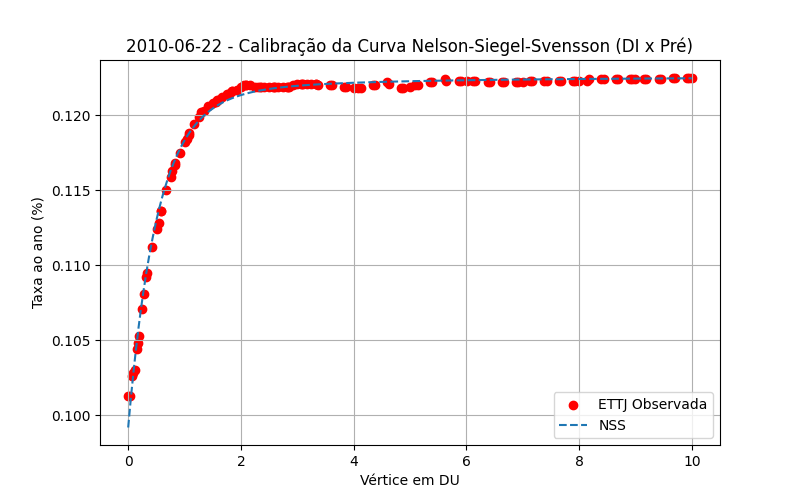 2010-06-22 - Calibração da Curva Nelson-Siegel-Svensson (DI x Pré)
Taxa ao ano (%)
0.120
0.115
0.110
0.105
0.100
ETTJ Observada
NSS
0 2 4 6 8 10
Vértice em DU